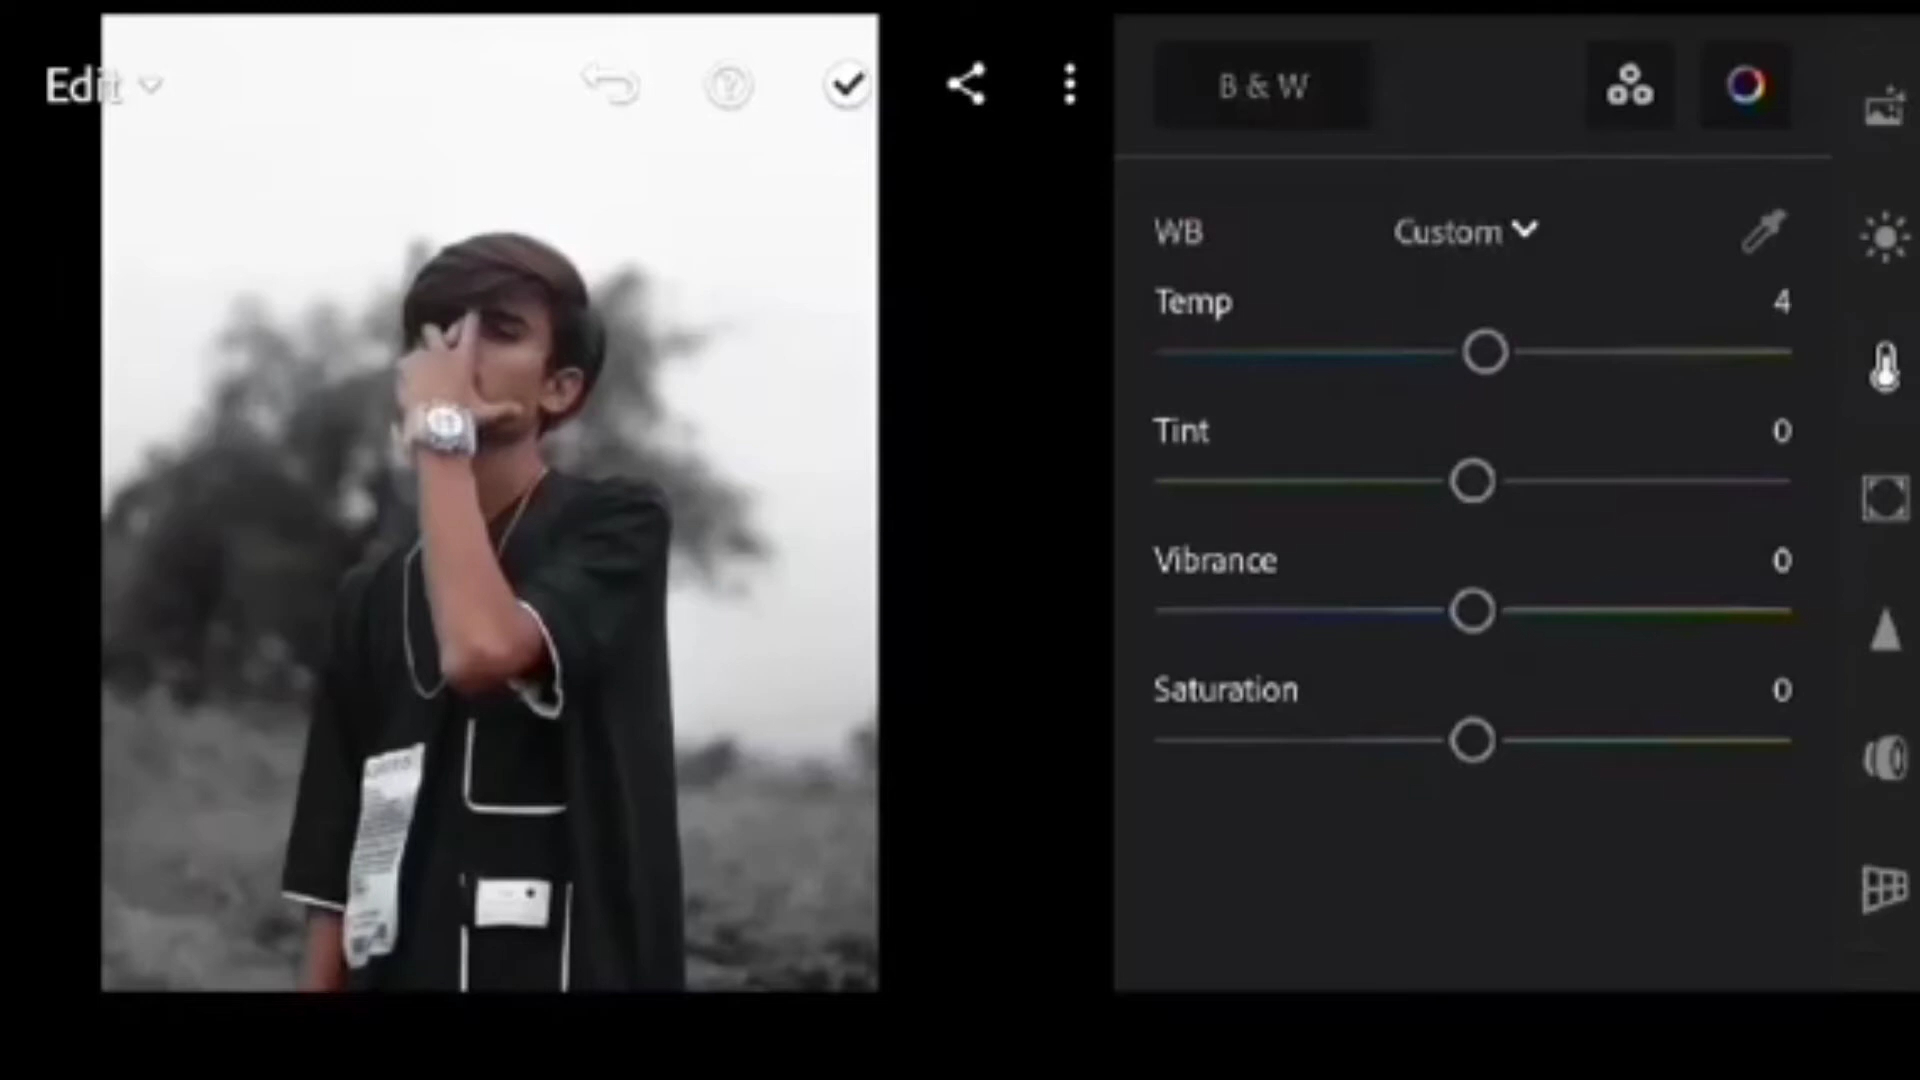 Edit
B & W
WB Custom
Temp 4
Tint 0
Vibrance 0
Saturation 0